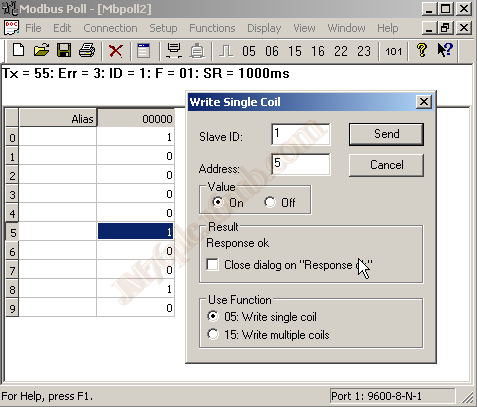 Modbus Poll - [Mbpoll2]
File Edit Connection Setup Functions Display View Window Help
05 06 15 16 22 23 101
Tx = 55: Err = 3: ID = 1: F = 01: SR = 1000ms
Alias 00000
0 1
1 0
2 0
3 0
4 0
5 1
6 0
7 0
8 1
9 0
Write Single Coil
Slave ID: 1 Send
Address: 5 Cancel
Value
On Off
Result
Response ok
Close dialog on "Response ok"
Use Function
05: Write single coil
15: Write multiple coils
For Help, press F1. Port 1: 9600-8-N-1